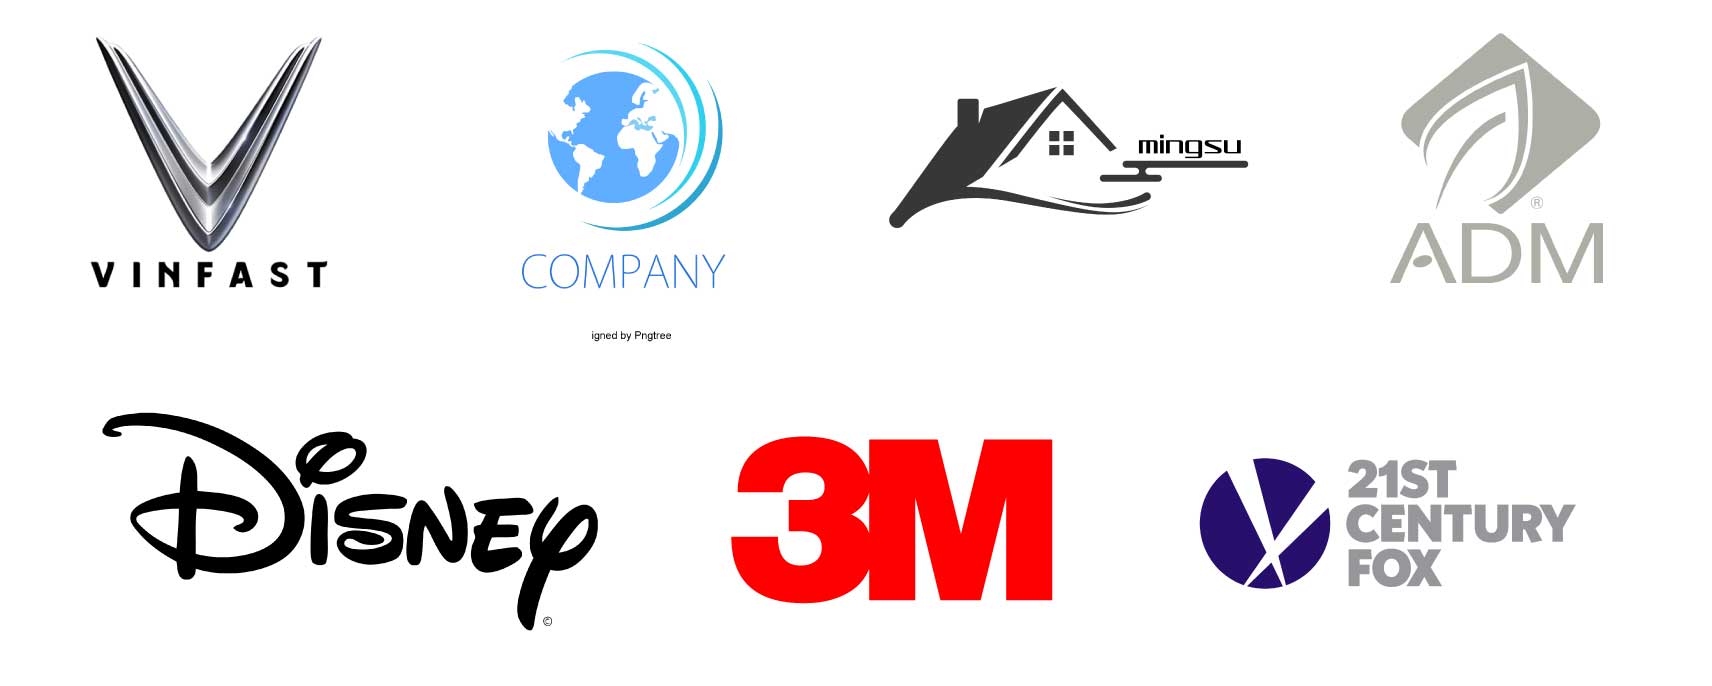 VINFAST
COMPANY
igned by Pngtree
mingsu
®
ADM
DISNEY
©
3M
21ST
CENTURY
FOX